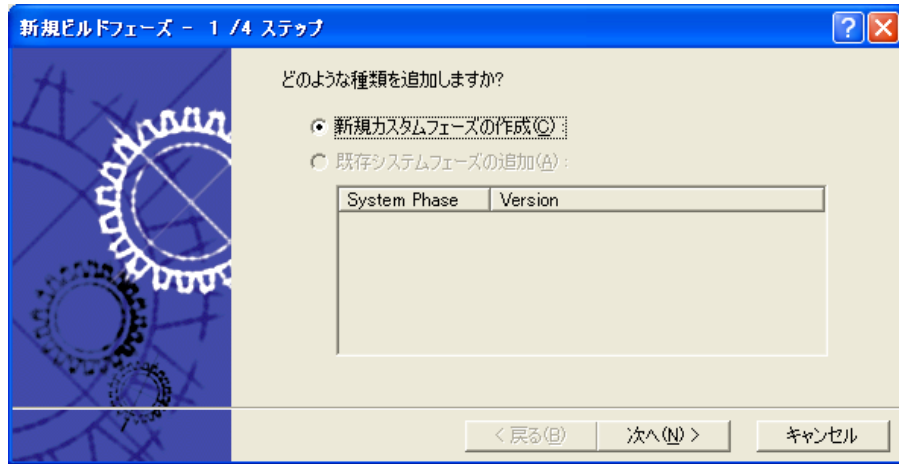 新規ビルドフェーズ - 1 /4 ステップ
どのような種類を追加しますか?
新規カスタムフェーズの作成(C) :
既存システムフェーズの追加(A) :
System Phase Version
< 戻る(B) 次へ(N) > キャンセル